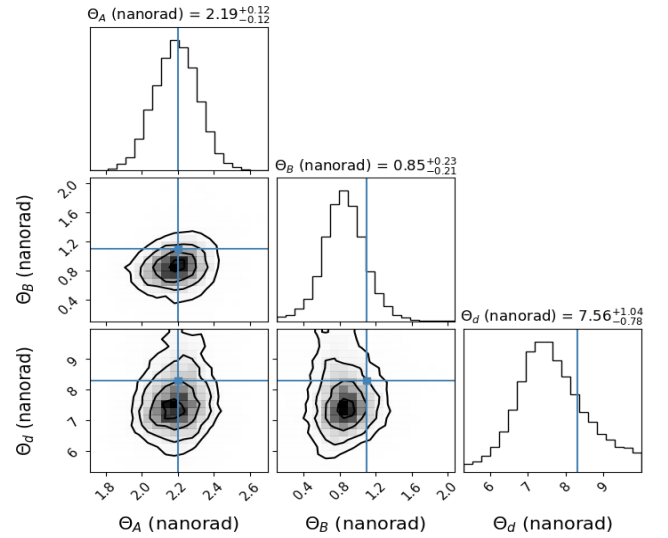 Θ_A (nanorad) = 2.19^{+0.12}_{-0.12}
Θ_B (nanorad) = 0.85^{+0.23}_{-0.21}
2.0
1.6
1.2
0.8
0.4
Θ_B (nanorad)
Θ_d (nanorad) = 7.56^{+1.04}_{-0.78}
9
8
7
6
Θ_d (nanorad)
1.8 2.0 2.2 2.4 2.6 0.4 0.8 1.2 1.6 2.0 6 7 8 9
Θ_A (nanorad) Θ_B (nanorad) Θ_d (nanorad)